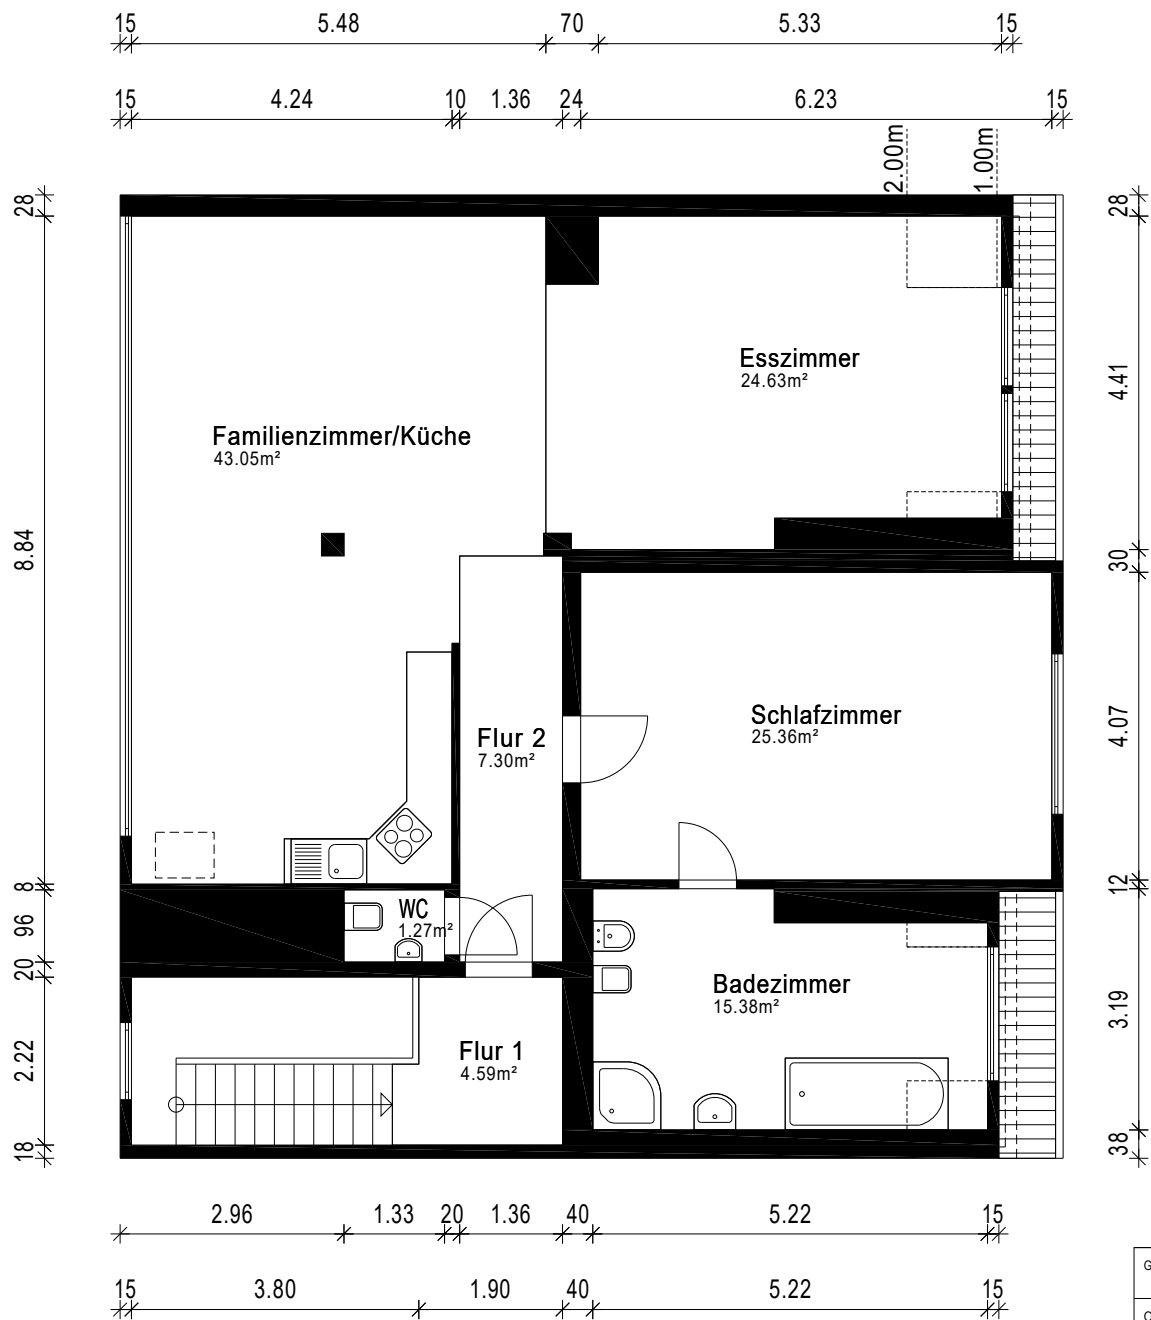 15 5.48 70 5.33 15
15 4.24 10 1.36 24 6.23 15
2.00m 1.00m
28
28
Esszimmer
24.63m²
4.41
Familienzimmer/Küche
43.05m²
8.84
30
Schlafzimmer
25.36m²
4.07
Flur 2
7.30m²
8
12
WC
1.27m²
96
20
Badezimmer
15.38m²
3.19
Flur 1
4.59m²
2.22
18
38
2.96 1.33 20 1.36 40 5.22 15
15 3.80 1.90 40 5.22 15
G